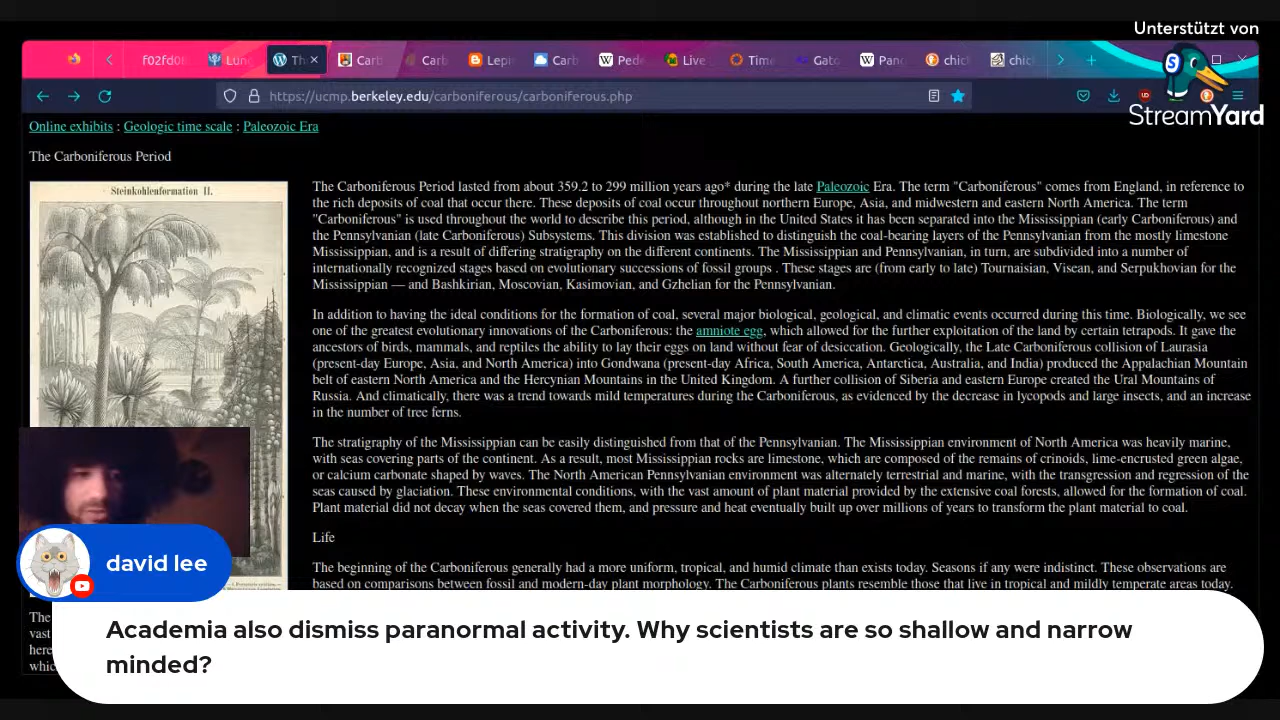 Unterstützt von
StreamYard
f02fd0
Lun
Th
Carb
Carb
Lepi
Carb
Pede
Live
Time
Gato
Pan
chic
chic
https://ucmp.berkeley.edu/carboniferous/carboniferous.php
Online exhibits : Geologic time scale : Paleozoic Era
The Carboniferous Period
Steinkohlenformation II.
The Carboniferous Period lasted from about 359.2 to 299 million years ago* during the late Paleozoic Era. The term "Carboniferous" comes from England, in reference to
the rich deposits of coal that occur there. These deposits of coal occur throughout northern Europe, Asia, and midwestern and eastern North America. The term
"Carboniferous" is used throughout the world to describe this period, although in the United States it has been separated into the Mississippian (early Carboniferous) and
the Pennsylvanian (late Carboniferous) Subsystems. This division was established to distinguish the coal-bearing layers of the Pennsylvanian from the mostly limestone
Mississippian, and is a result of differing stratigraphy on the different continents. The Mississippian and Pennsylvanian, in turn, are subdivided into a number of
internationally recognized stages based on evolutionary successions of fossil groups . These stages are (from early to late) Tournaisian, Visean, and Serpukhovian for the
Mississippian — and Bashkirian, Moscovian, Kasimovian, and Gzhelian for the Pennsylvanian.
In addition to having the ideal conditions for the formation of coal, several major biological, geological, and climatic events occurred during this time. Biologically, we see
one of the greatest evolutionary innovations of the Carboniferous: the amniote egg, which allowed for the further exploitation of the land by certain tetrapods. It gave the
ancestors of birds, mammals, and reptiles the ability to lay their eggs on land without fear of desiccation. Geologically, the Late Carboniferous collision of Laurasia
(present-day Europe, Asia, and North America) into Gondwana (present-day Africa, South America, Antarctica, Australia, and India) produced the Appalachian Mountain
belt of eastern North America and the Hercynian Mountains in the United Kingdom. A further collision of Siberia and eastern Europe created the Ural Mountains of
Russia. And climatically, there was a trend towards mild temperatures during the Carboniferous, as evidenced by the decrease in lycopods and large insects, and an increase
in the number of tree ferns.
The stratigraphy of the Mississippian can be easily distinguished from that of the Pennsylvanian. The Mississippian environment of North America was heavily marine,
with seas covering parts of the continent. As a result, most Mississippian rocks are limestone, which are composed of the remains of crinoids, lime-encrusted green algae,
or calcium carbonate shaped by waves. The North American Pennsylvanian environment was alternately terrestrial and marine, with the transgression and regression of the
seas caused by glaciation. These environmental conditions, with the vast amount of plant material provided by the extensive coal forests, allowed for the formation of coal.
Plant material did not decay when the seas covered them, and pressure and heat eventually built up over millions of years to transform the plant material to coal.
Life
The beginning of the Carboniferous generally had a more uniform, tropical, and humid climate than exists today. Seasons if any were indistinct. These observations are
based on comparisons between fossil and modern-day plant morphology. The Carboniferous plants resemble those that live in tropical and mildly temperate areas today.
The
vast
here
whic
david lee
Academia also dismiss paranormal activity. Why scientists are so shallow and narrow
minded?